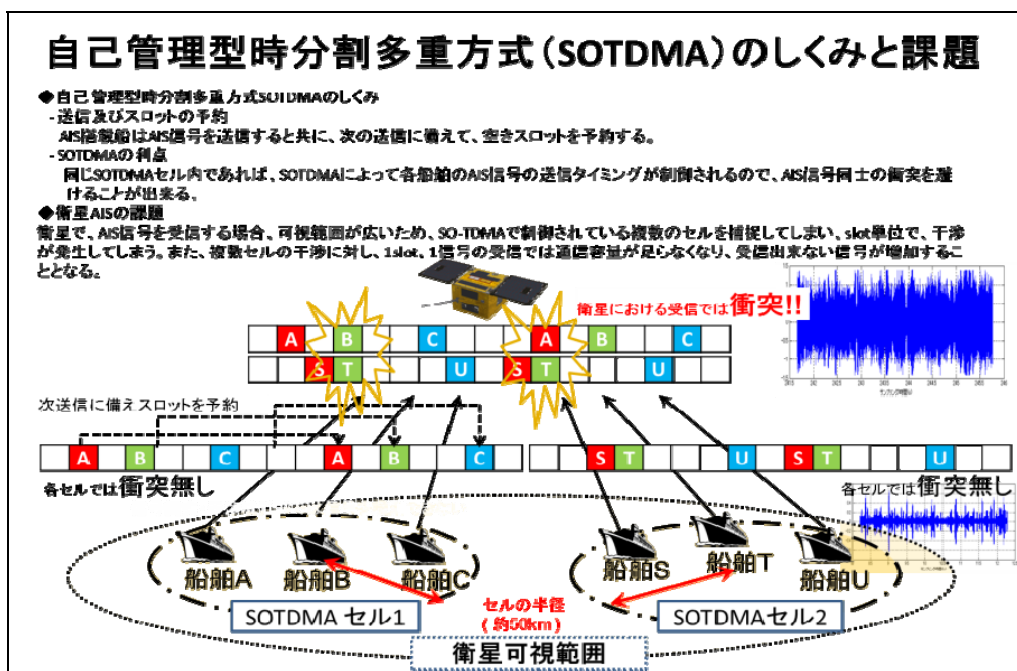 自己管理型時分割多重方式(SOTDMA)のしくみと課題
◆自己管理型時分割多重方式SOTDMAのしくみ
-送信及びスロットの予約
AIS搭載船はAIS信号を送信すると共に、次の送信に備えて、空きスロットを予約する。
-SOTDMAの利点
同じSOTDMAセル内であれば、SOTDMAによって各船舶のAIS信号の送信タイミングが制御されるので、AIS信号同士の衝突を避
けることが出来る。
◆衛星AISの課題
衛星で、AIS信号を受信する場合、可視範囲が広いため、SO-TDMAで制御されている複数のセルを捕捉してしまい、slot単位で、干渉
が発生してしまう。また、複数セルの干渉に対し、1slot、1信号の受信では通信容量が足らなくなり、受信出来ない信号が増加するこ
ととなる。
衛星における受信では衝突!!
A B C A B C
S T U S T U
次送信に備えスロットを予約
A B C A B C
S T U S T U
各セルでは衝突無し
各セルでは衝突無し
船舶A 船舶B 船舶C
船舶S 船舶T 船舶U
SOTDMA セル1
セルの半径
(約50km)
SOTDMA セル2
衛星可視範囲